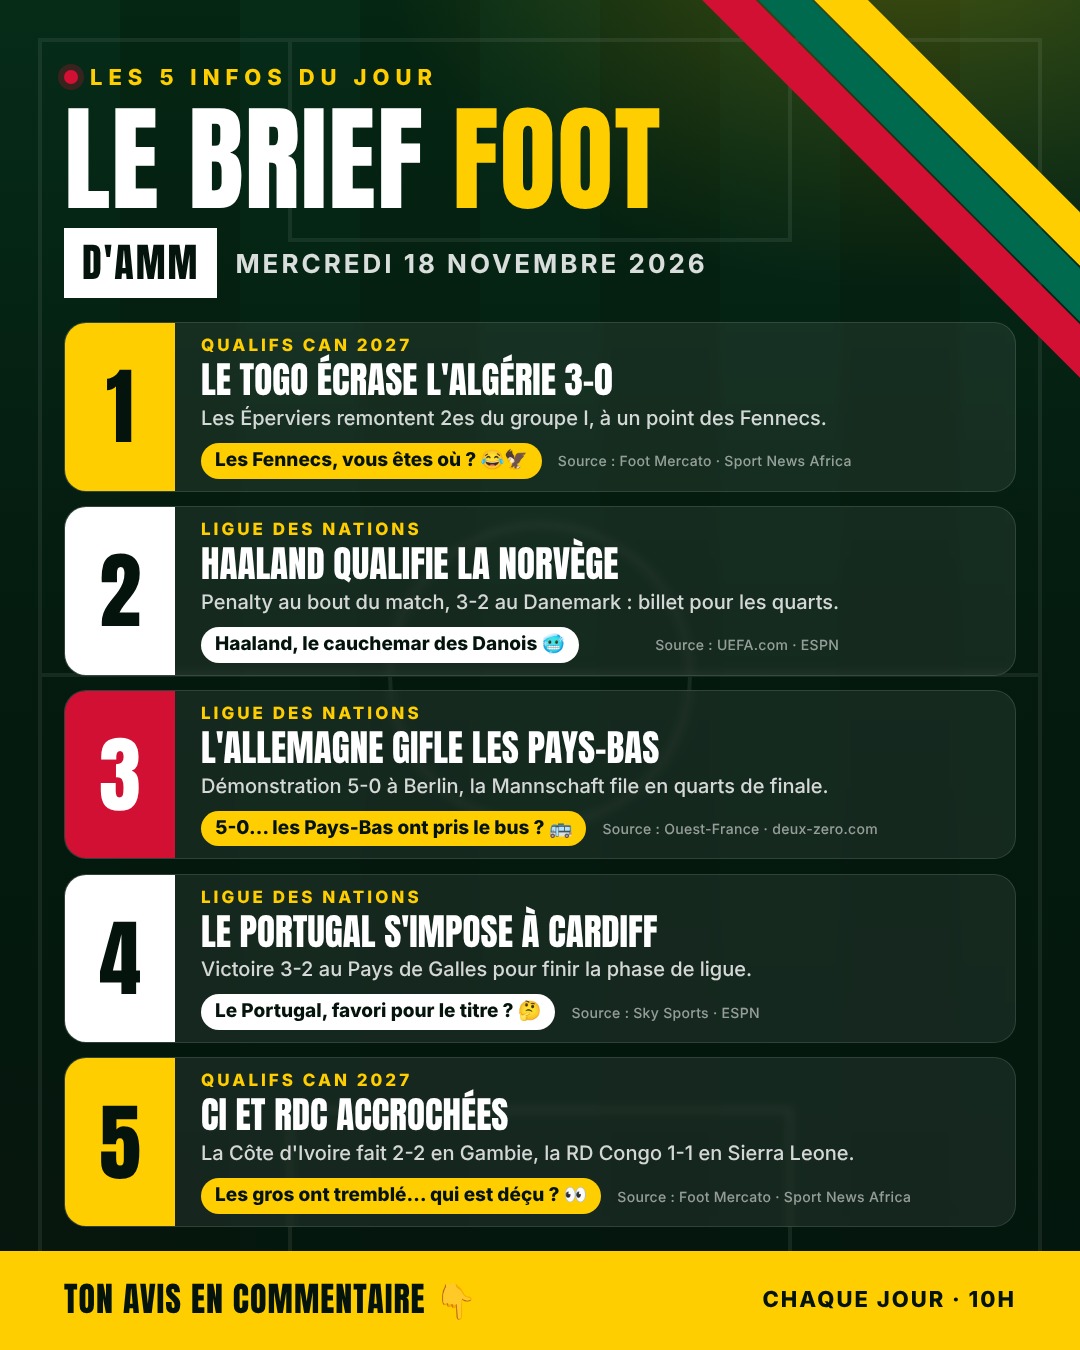 LES 5 INFOS DU JOUR
LE BRIEF FOOT
D'AMM
MERCREDI 18 NOVEMBRE 2026
1
QUALIFS CAN 2027
LE TOGO ÉCRASE L'ALGÉRIE 3-0
Les Éperviers remontent 2es du groupe I, à un point des Fennecs.
Les Fennecs, vous êtes où ? 😂🦅
Source : Foot Mercato · Sport News Africa
2
LIGUE DES NATIONS
HAALAND QUALIFIE LA NORVÈGE
Penalty au bout du match, 3-2 au Danemark : billet pour les quarts.
Haaland, le cauchemar des Danois 🥶
Source : UEFA.com · ESPN
3
LIGUE DES NATIONS
L'ALLEMAGNE GIFLE LES PAYS-BAS
Démonstration 5-0 à Berlin, la Mannschaft file en quarts de finale.
5-0... les Pays-Bas ont pris le bus ? 🚌
Source : Ouest-France · deux-zero.com
4
LIGUE DES NATIONS
LE PORTUGAL S'IMPOSE À CARDIFF
Victoire 3-2 au Pays de Galles pour finir la phase de ligue.
Le Portugal, favori pour le titre ? 🤔
Source : Sky Sports · ESPN
5
QUALIFS CAN 2027
CI ET RDC ACCROCHÉES
La Côte d'Ivoire fait 2-2 en Gambie, la RD Congo 1-1 en Sierra Leone.
Les gros ont tremblé... qui est déçu ? 👀
Source : Foot Mercato · Sport News Africa
TON AVIS EN COMMENTAIRE 👇
CHAQUE JOUR · 10H